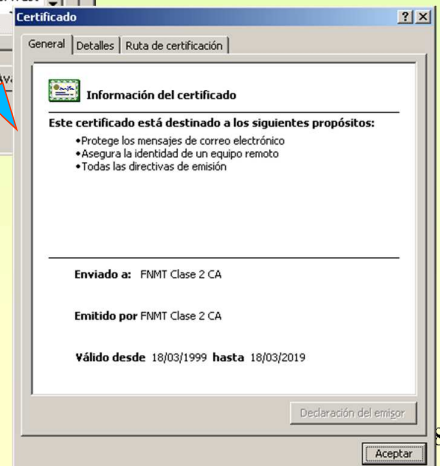 Certificado
General Detalles Ruta de certificación
Información del certificado
Este certificado está destinado a los siguientes propósitos:
•Protege los mensajes de correo electrónico
•Asegura la identidad de un equipo remoto
•Todas las directivas de emisión
Enviado a: FNMT Clase 2 CA
Emitido por FNMT Clase 2 CA
Válido desde 18/03/1999 hasta 18/03/2019
Declaración del emisor
Aceptar